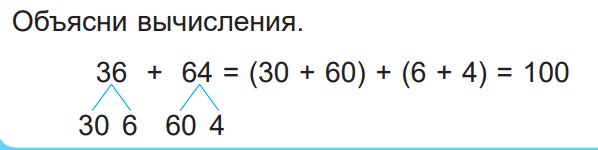 Объясни вычисления.
36 + 64 = (30 + 60) + (6 + 4) = 100
30 6 60 4